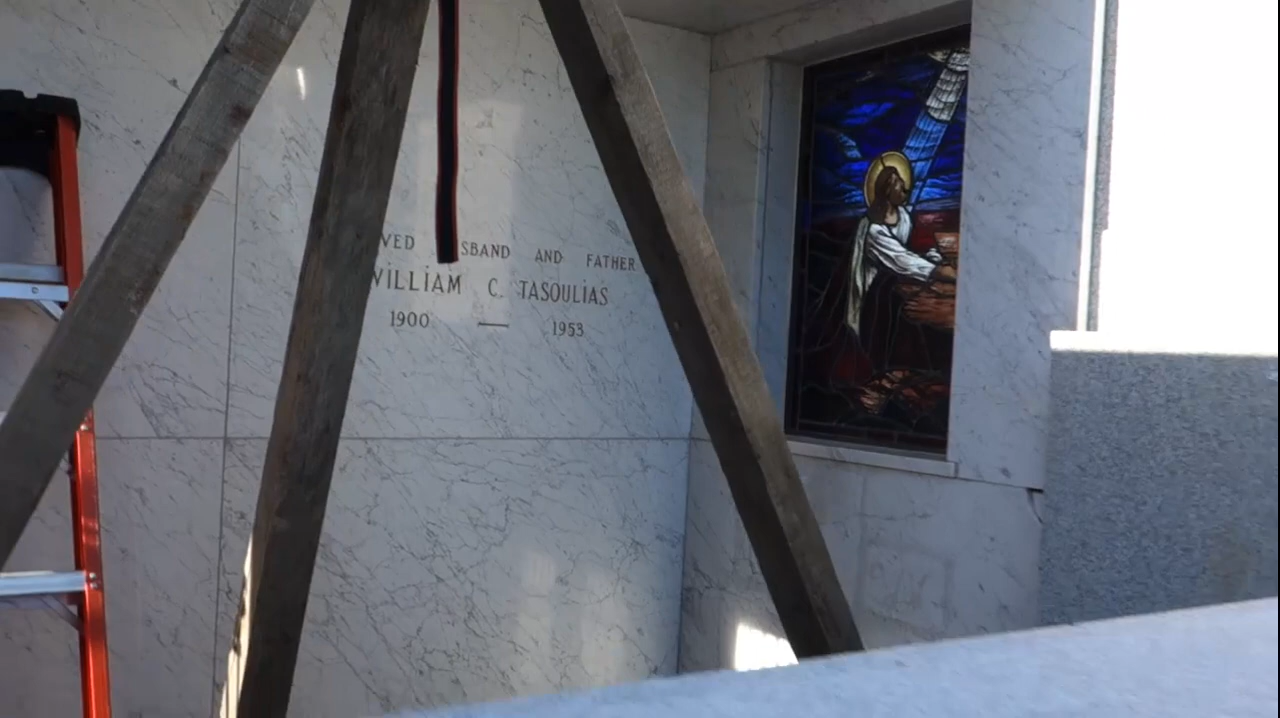 VED SBAND AND FATHER
WILLIAM C. TASOULIAS
1900 — 1953